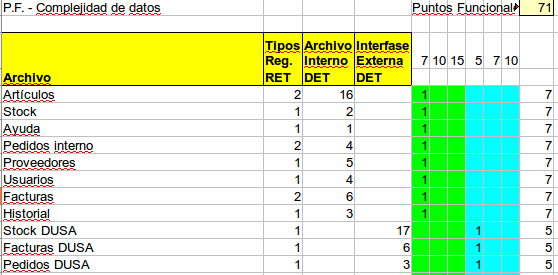 P.F. - Complejidad de datos Puntos Funcional 71
Tipos Archivo Interfase
Reg. Interno Externa 7 10 15 5 7 10
Archivo RET DET DET
Artículos 2 16 1 7
Stock 1 2 1 7
Ayuda 1 1 1 7
Pedidos interno 2 4 1 7
Proveedores 1 5 1 7
Usuarios 1 4 1 7
Facturas 2 6 1 7
Historial 1 3 1 7
Stock DUSA 1 17 1 5
Facturas DUSA 1 6 1 5
Pedidos DUSA 1 3 1 5